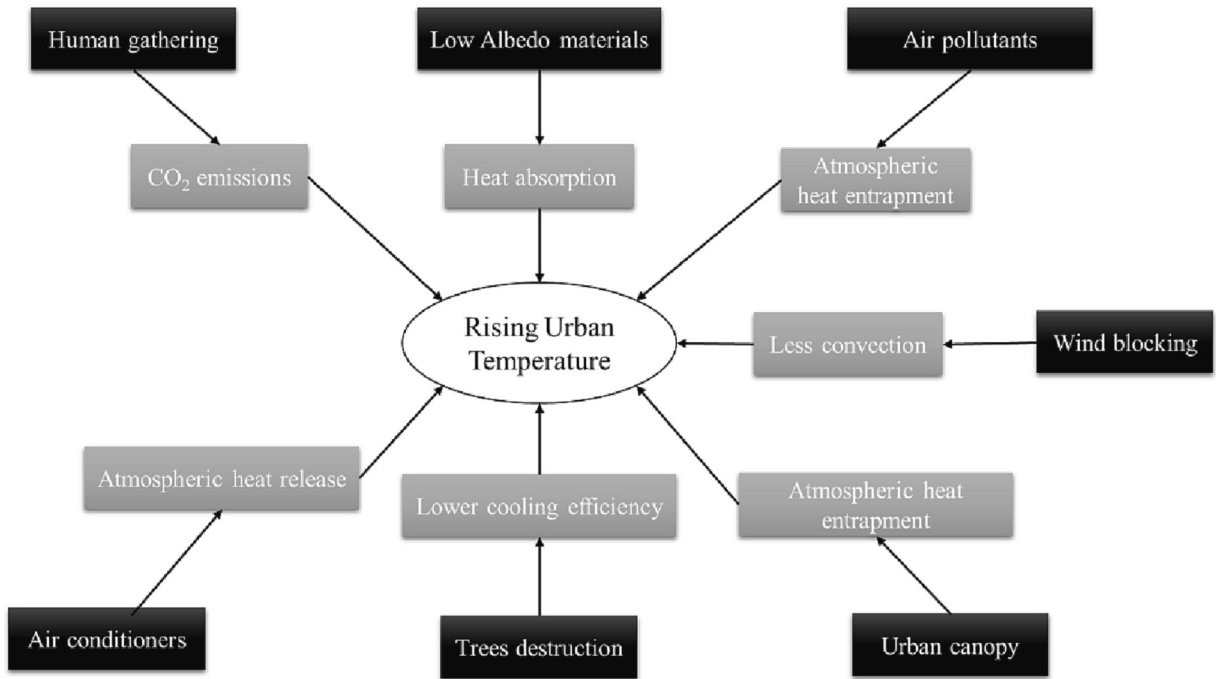 Human gathering
Low Albedo materials
Air pollutants
CO₂ emissions
Heat absorption
Atmospheric
heat entrapment
Rising Urban
Temperature
Less convection
Wind blocking
Atmospheric heat release
Lower cooling efficiency
Atmospheric heat
entrapment
Air conditioners
Trees destruction
Urban canopy